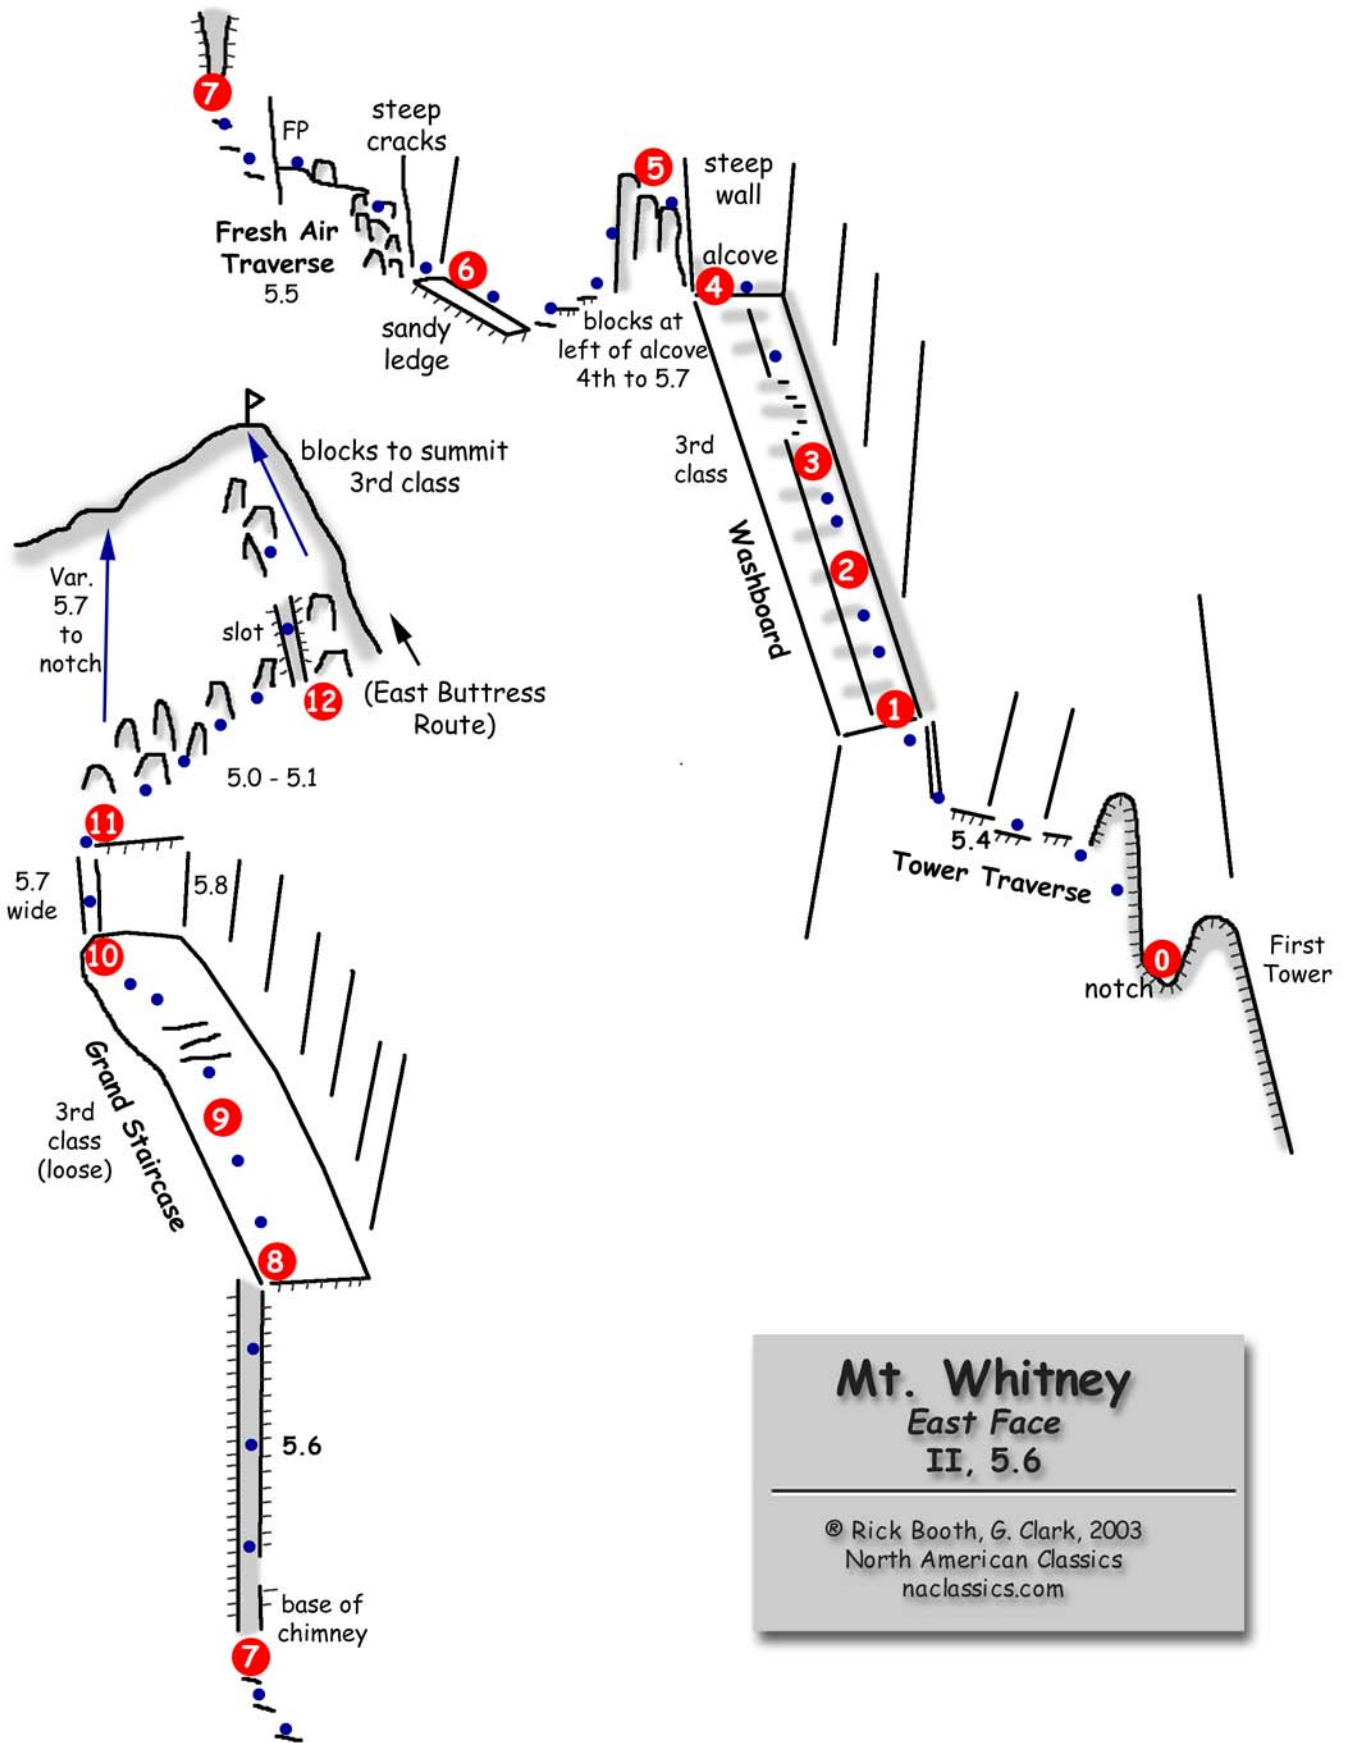 7
FP
steep
cracks
Fresh Air
Traverse
5.5
6
sandy
ledge
5
steep
wall
alcove
4
blocks at
left of alcove
4th to 5.7
3rd
class
Washboard
3
2
1
5.4
Tower Traverse
0
notch
First
Tower
blocks to summit
3rd class
Var.
5.7
to
notch
slot
12
(East Buttress
Route)
5.0 - 5.1
11
5.7
wide
5.8
10
Grand Staircase
3rd
class
(loose)
9
8
5.6
base of
chimney
7
Mt. Whitney
East Face
II, 5.6
® Rick Booth, G. Clark, 2003
North American Classics
naclassics.com